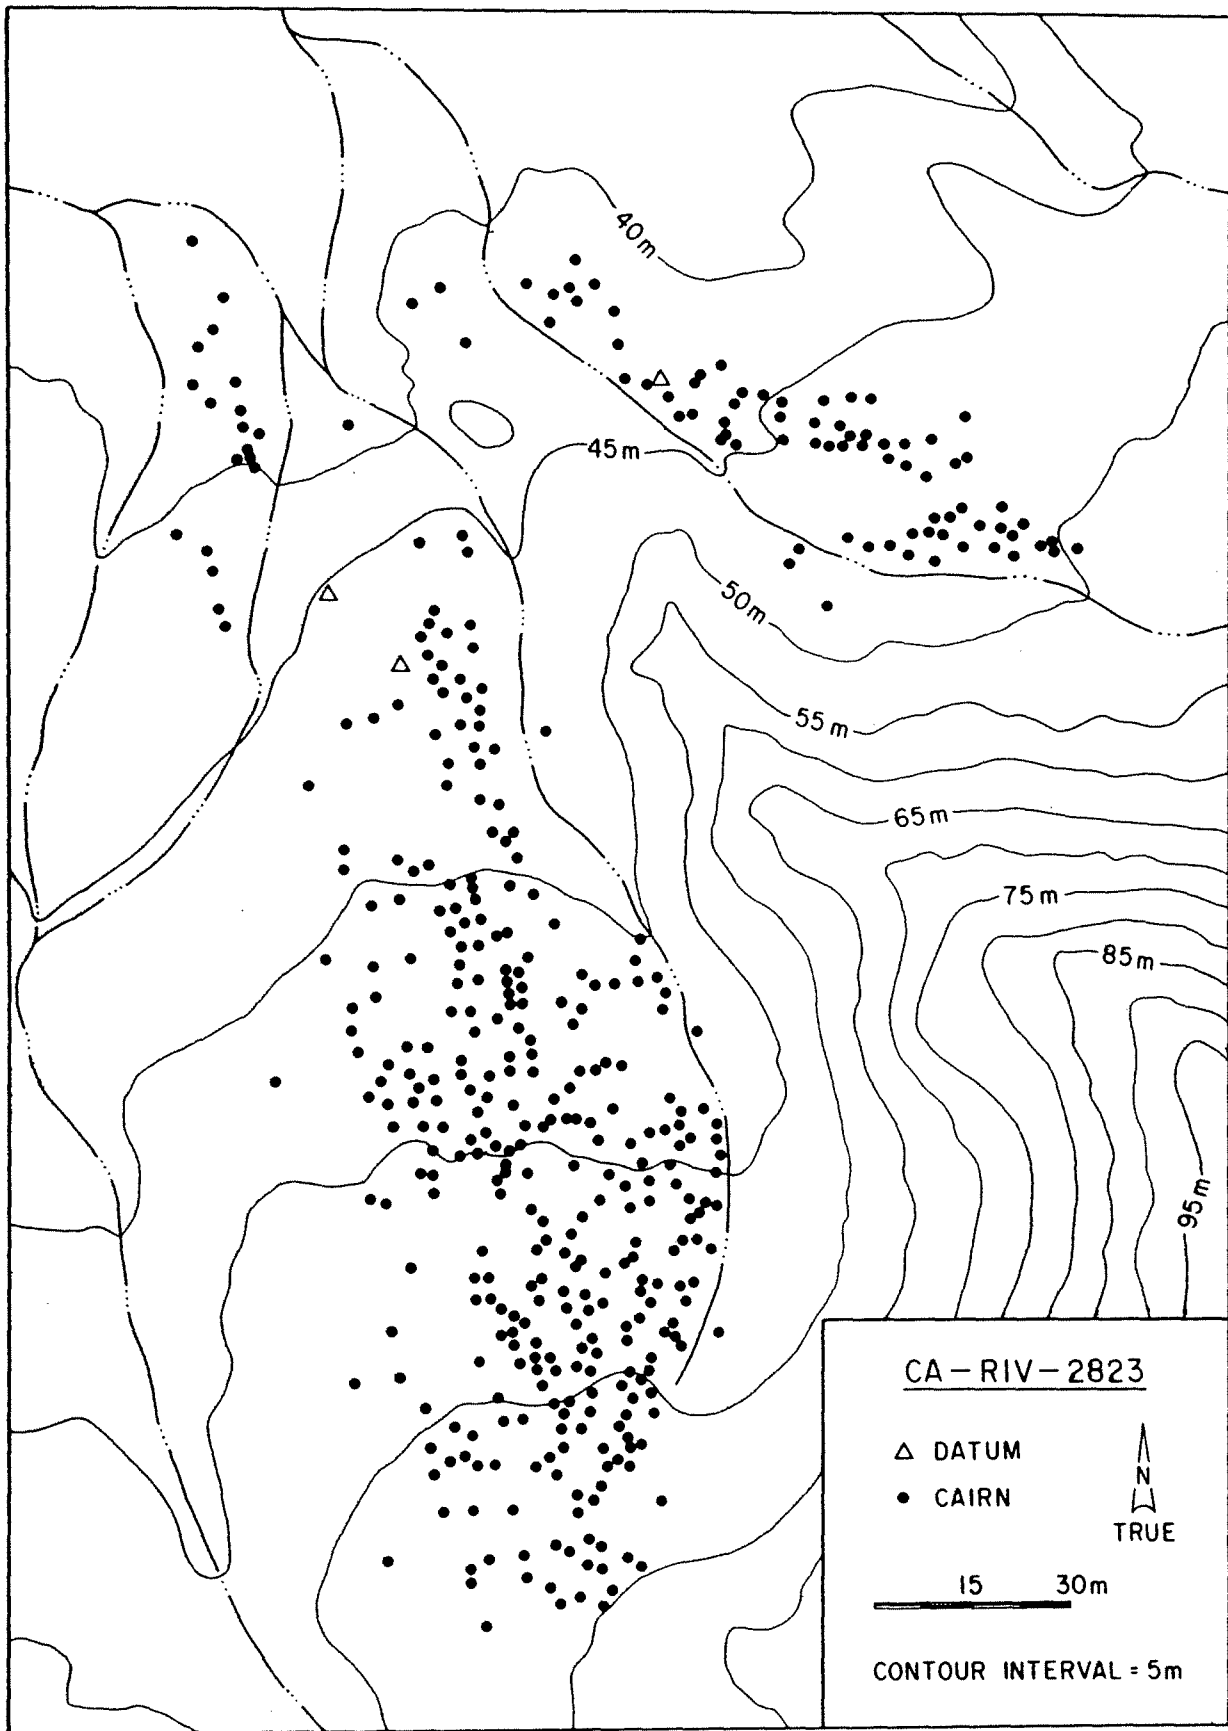 40m
45m
50m
55m
65m
75m
85m
95m
CA-RIV-2823
DATUM
CAIRN
N
TRUE
15 30m
CONTOUR INTERVAL = 5m